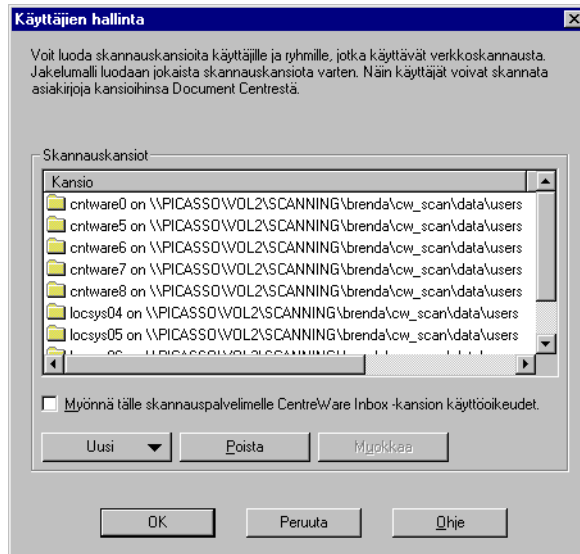 Käyttäjien hallinta
Voit luoda skannauskansioita käyttäjille ja ryhmille, jotka käyttävät verkkoskannausta.
Jakelumalli luodaan jokaista skannauskansiota varten. Näin käyttäjät voivat skannata
asiakirjoja kansioihinsa Document Centrestä.
Skannauskansiot
Kansio
cntware0 on \\PICASSO\VOL2\SCANNING\brenda\cw_scan\data\users
cntware5 on \\PICASSO\VOL2\SCANNING\brenda\cw_scan\data\users
cntware6 on \\PICASSO\VOL2\SCANNING\brenda\cw_scan\data\users
cntware7 on \\PICASSO\VOL2\SCANNING\brenda\cw_scan\data\users
cntware8 on \\PICASSO\VOL2\SCANNING\brenda\cw_scan\data\users
locsys04 on \\PICASSO\VOL2\SCANNING\brenda\cw_scan\data\users
locsys05 on \\PICASSO\VOL2\SCANNING\brenda\cw_scan\data\users
Myönnä tälle skannauspalvelimelle CentreWare Inbox -kansion käyttöoikeudet.
Uusi Poista Muokkaa
OK Peruuta Ohje